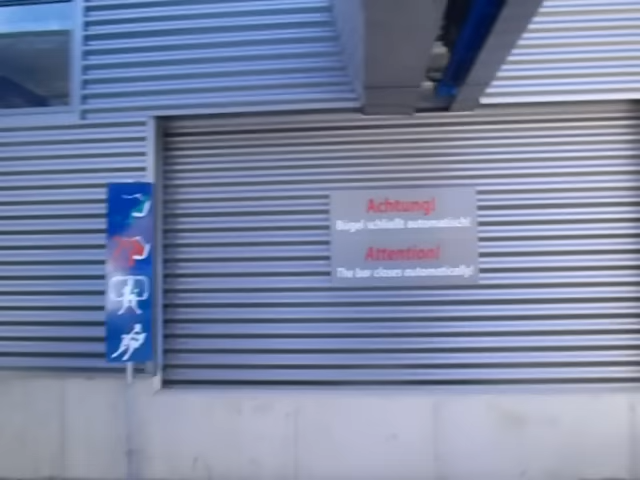 Achtung!
Bügel schließt automatisch!
Attention!
The bar closes automatically!